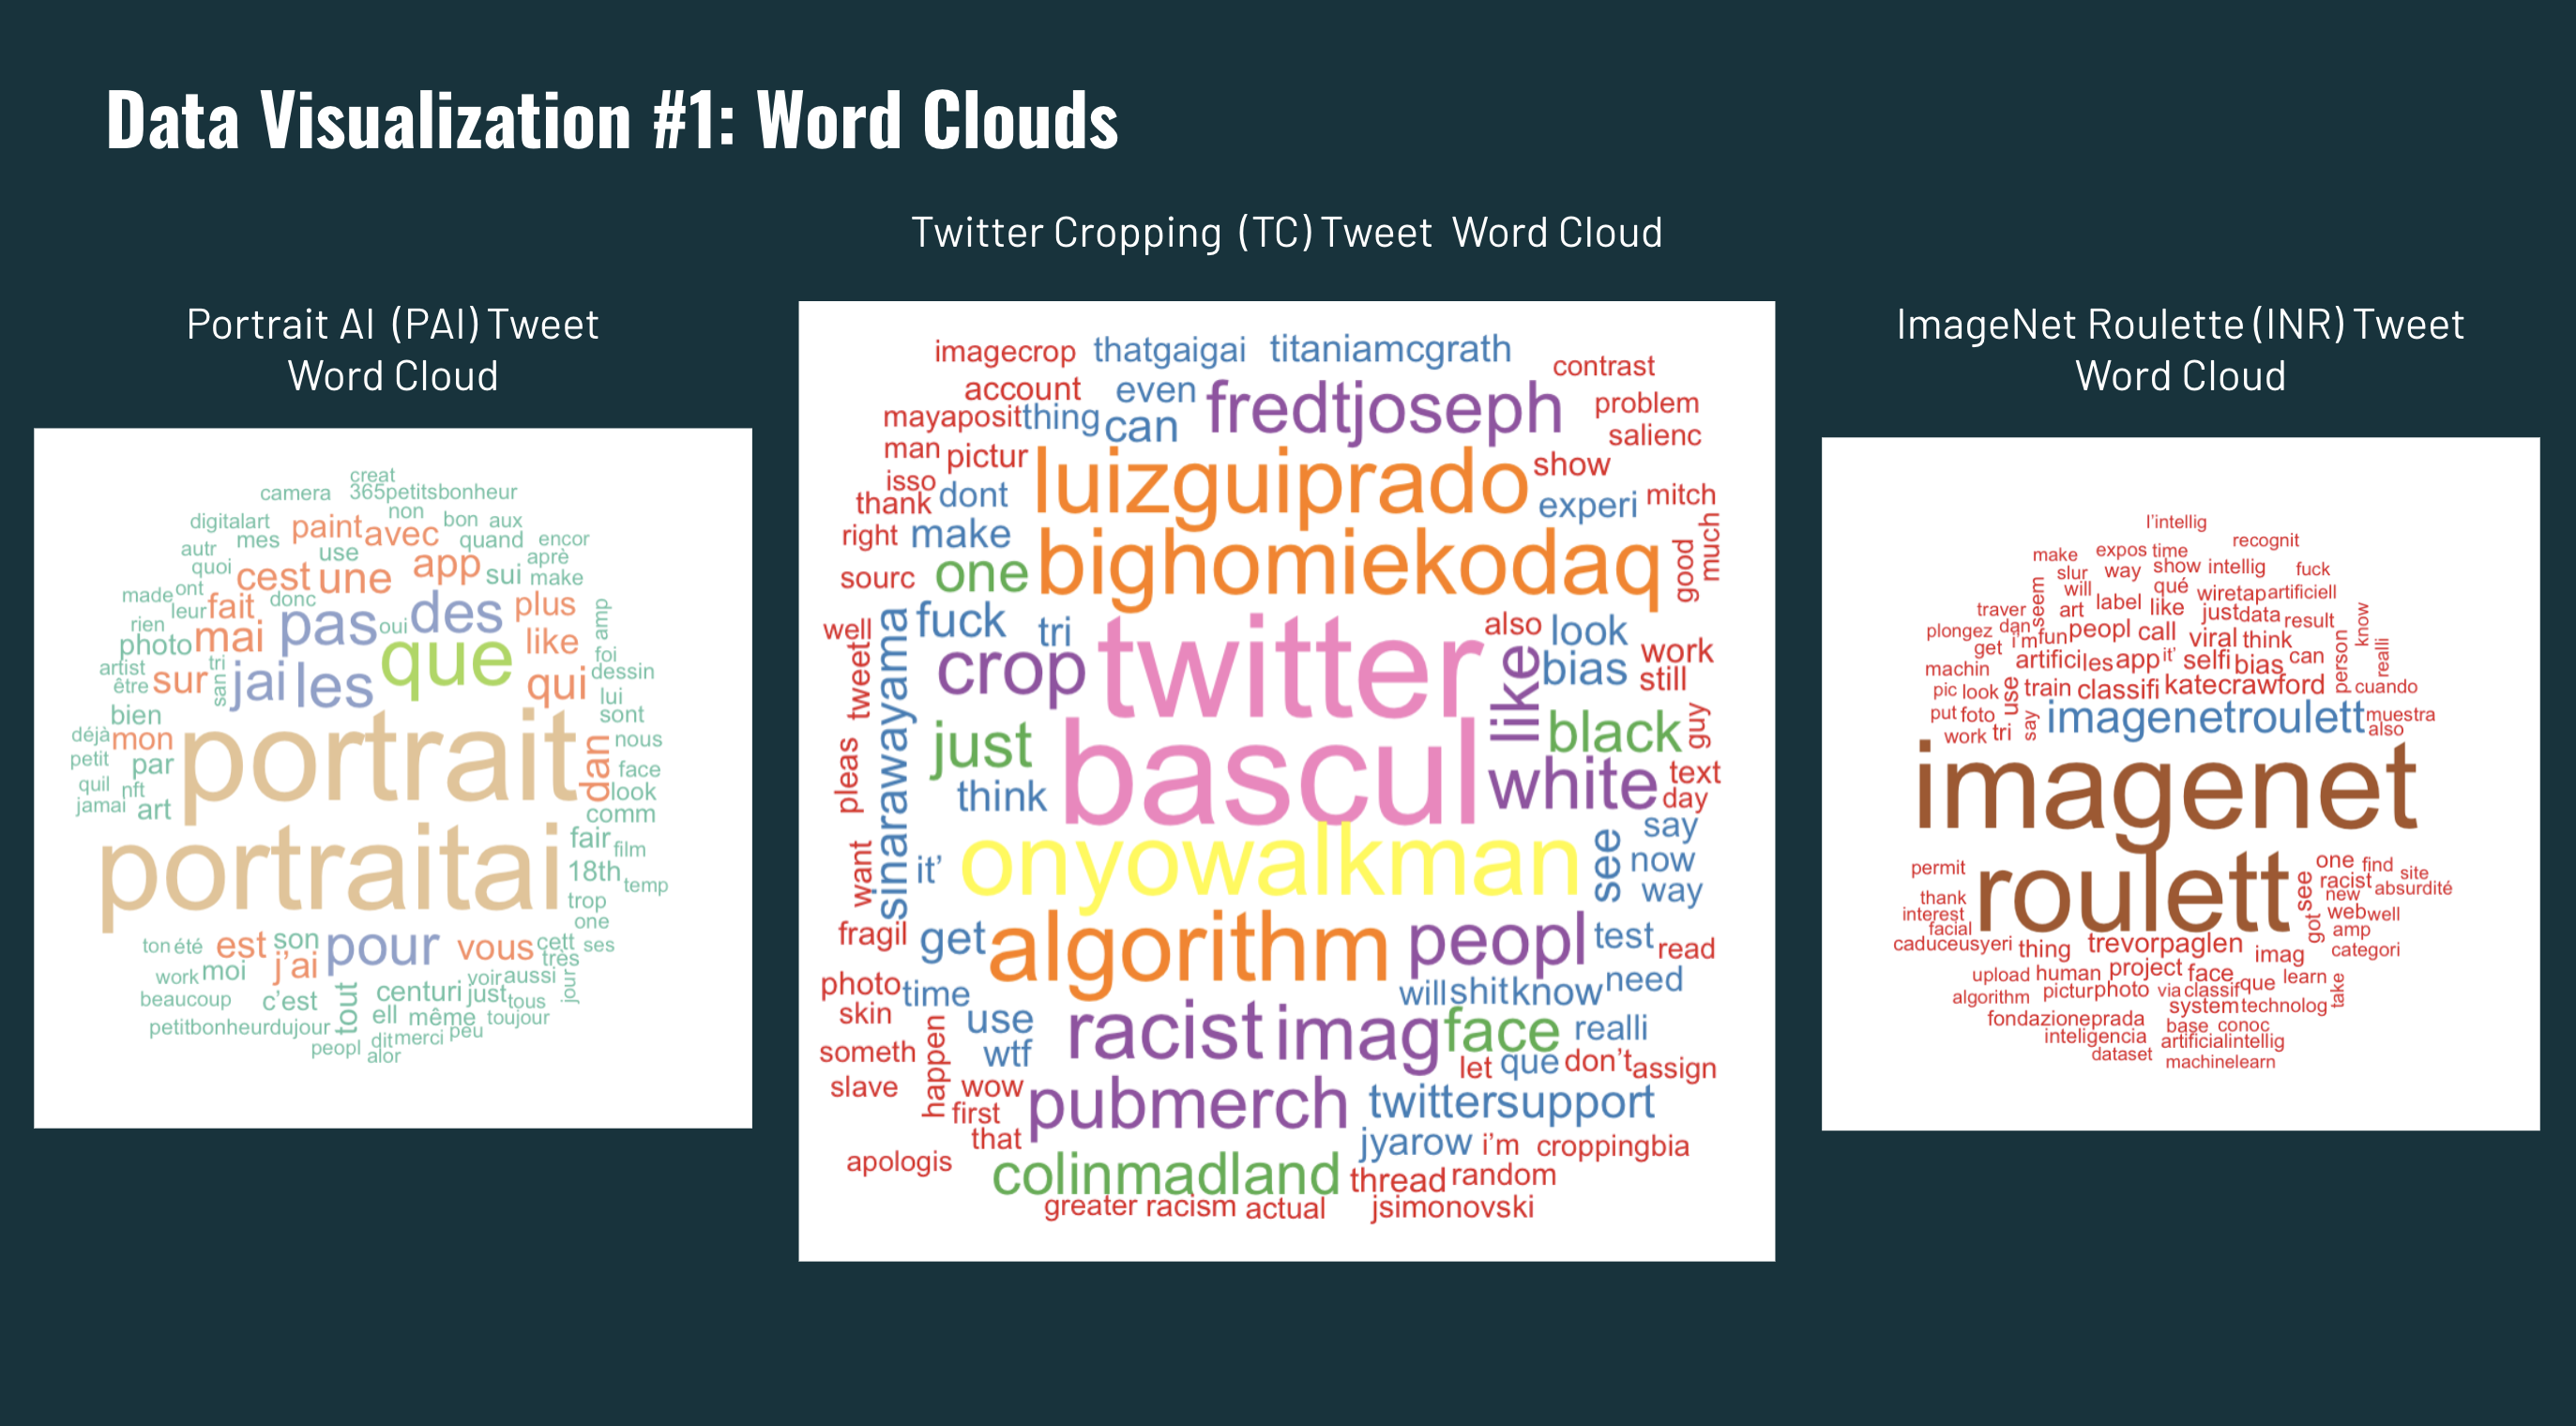 Data Visualization #1: Word Clouds
Portrait AI (PAI) Tweet
Word Cloud
creat
camera 365petitsbonheur
non
digitalart paint avec bon aux
mes use quand encor
autr aprè
quoi cest une app sui make
made ont
leur fait donc pas des plus amp
rien oui
photo mai que like
artist tri foi
être sur san jai les qui dessin
lui
bien sont
déjà mon portrait dan nous
petit par face
quil nft look
jamai art comm
portraitai fair film
18th temp
trop
one
ton été est son pour vous cett ses
très
work moi j'ai voir aussi jour
beaucoup c'est tout centuri just tous
ell même toujour
petitbonheurdujour dit merci peu
peopl alor
Twitter Cropping (TC) Tweet Word Cloud
imagecrop thatgaigai titaniamcgrath
contrast
account even fredtjoseph
mayaposit thing can problem
salienc
man pictur luizguiprado show
isso
thank dont experi mitch
right make bighomiekodaq good much
sourc one
well fuck tri twitter also look
tweet sinarawayama crop like bias work
still
pleas just bascul black guy
think white text
day
want it' onyowalkman see say
now
way
fragil get algorithm peopl test read
photo time will shit know need
skin use racist imag face realli
someth happen wtf let que don't assign
slave wow pubmerch twittersupport
first
that jyarow i'm croppingbia
apologis colinmadland thread random
greater racism actual jsimonovski
ImageNet Roulette (INR) Tweet
Word Cloud
l'intellig
recognit
make expos time
slur way show intellig fuck
seem will qué wiretap artificiell
traver art label like just data result
plongez dan i'm fun peopl call viral think know
get artifici les app it' selfi bias can person realli
machin
pic look use train classifi katecrawford cuando
put foto say imagenetroulett muestra
work tri also
imagenet
permit roulett one find site
see racist absurdité
thank new
interest got web well
facial amp
caduceusyeri thing trevorpaglen imag categori
upload human project face que learn take
algorithm pictur photo via classif
system technolog
fondazioneprada base conoc
inteligencia artificialintellig
dataset machinelearn